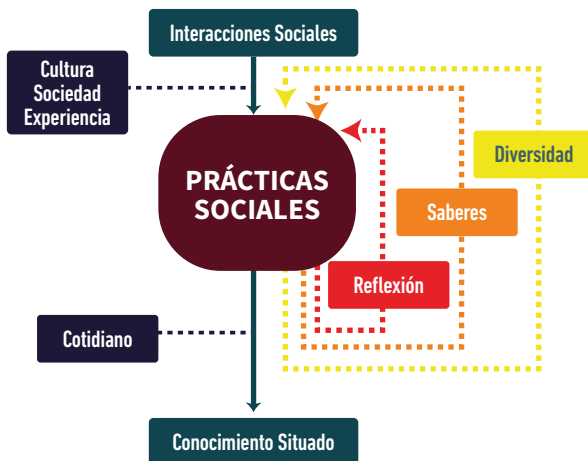 Interacciones Sociales
Cultura
Sociedad
Experiencia
Diversidad
PRÁCTICAS
SOCIALES
Saberes
Reflexión
Cotidiano
Conocimiento Situado